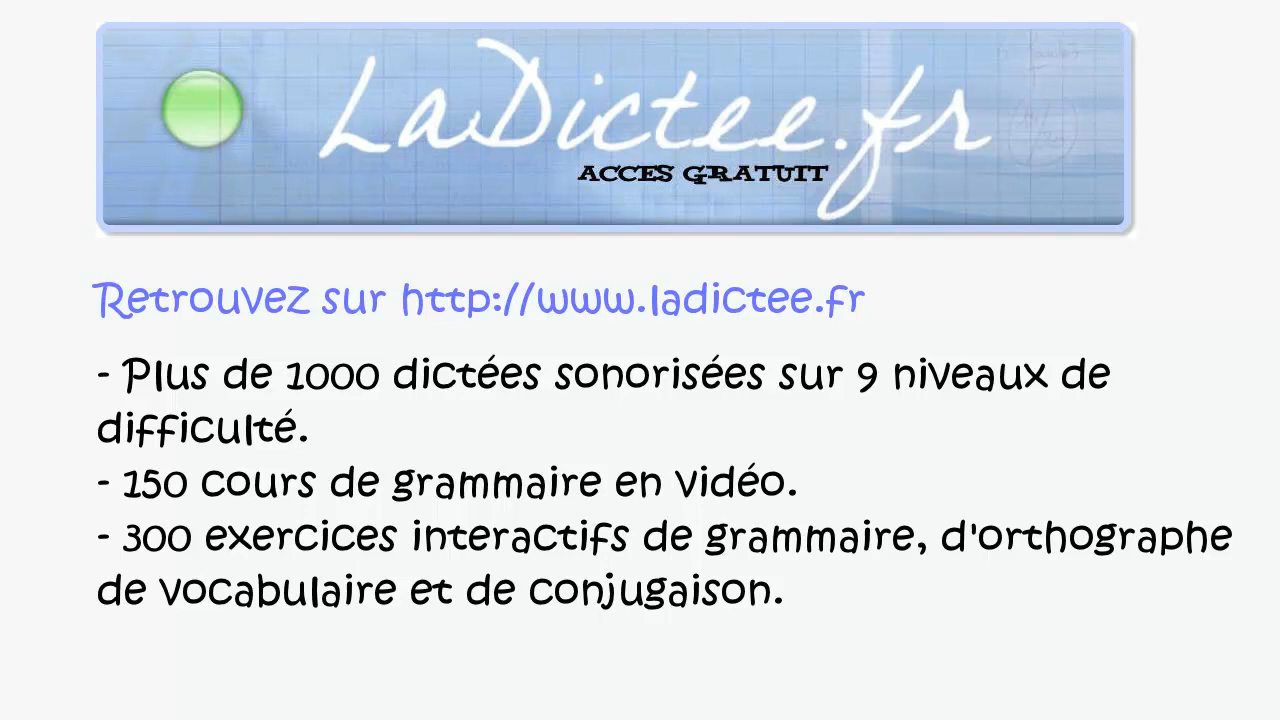 LaDictee.fr
ACCES GRATUIT
Retrouvez sur http://www.ladictee.fr
- Plus de 1000 dictées sonorisées sur 9 niveaux de
difficulté.
- 150 cours de grammaire en vidéo.
- 300 exercices interactifs de grammaire, d'orthographe
de vocabulaire et de conjugaison.